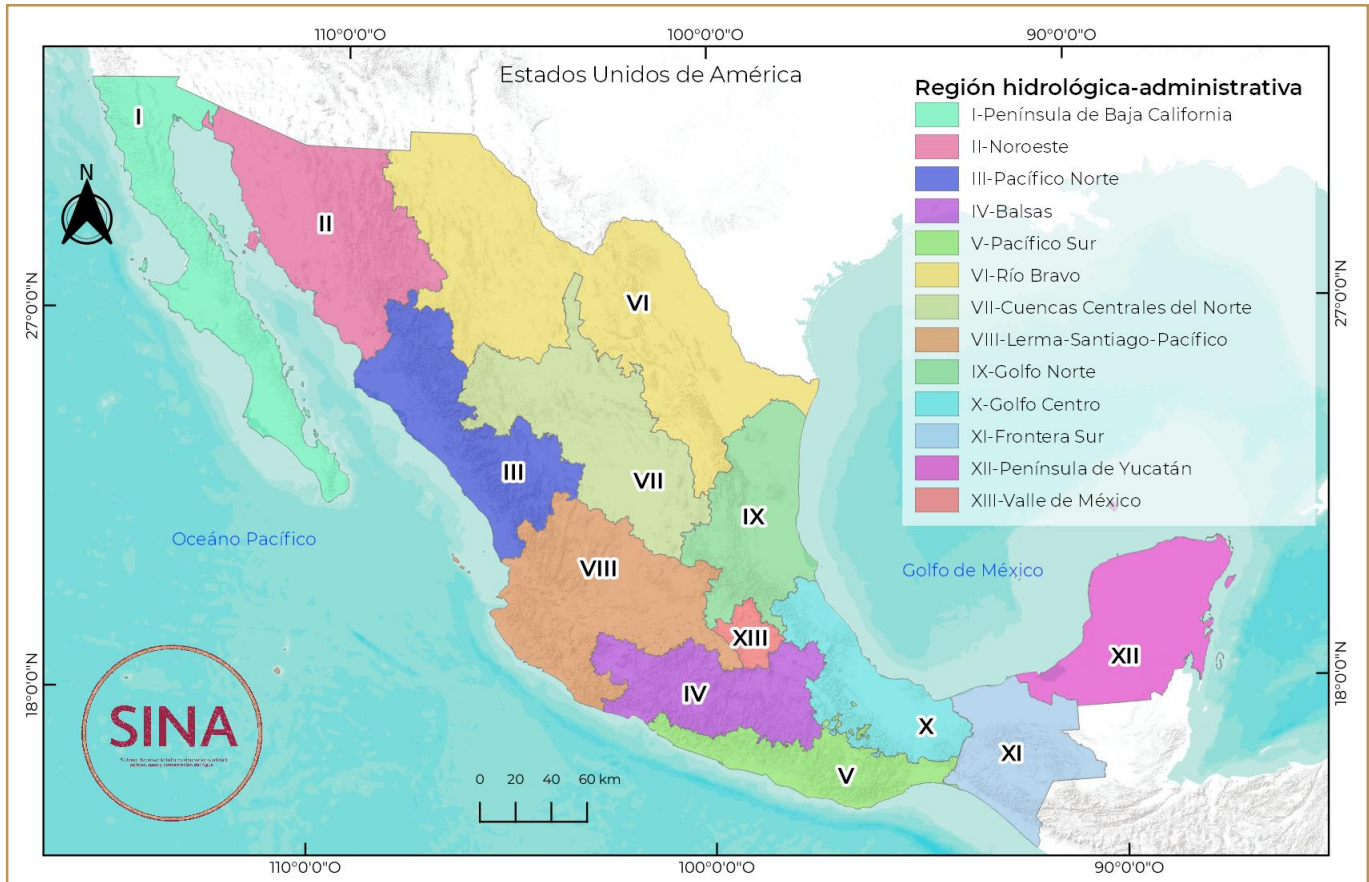 110°0'0"O
100°0'0"O
90°0'0"O
Estados Unidos de América
Región hidrológica-administrativa
I-Península de Baja California
II-Noroeste
III-Pacífico Norte
IV-Balsas
V-Pacífico Sur
VI-Río Bravo
VII-Cuencas Centrales del Norte
VIII-Lerma-Santiago-Pacífico
IX-Golfo Norte
X-Golfo Centro
XI-Frontera Sur
XII-Península de Yucatán
XIII-Valle de México
N
I
II
VI
27°0'0"N
27°0'0"N
III
VII
IX
Oceáno Pacífico
VIII
Golfo de México
XIII
XII
18°0'0"N
18°0'0"N
IV
X
XI
V
SINA
0 20 40 60 km
110°0'0"O
100°0'0"O
90°0'0"O